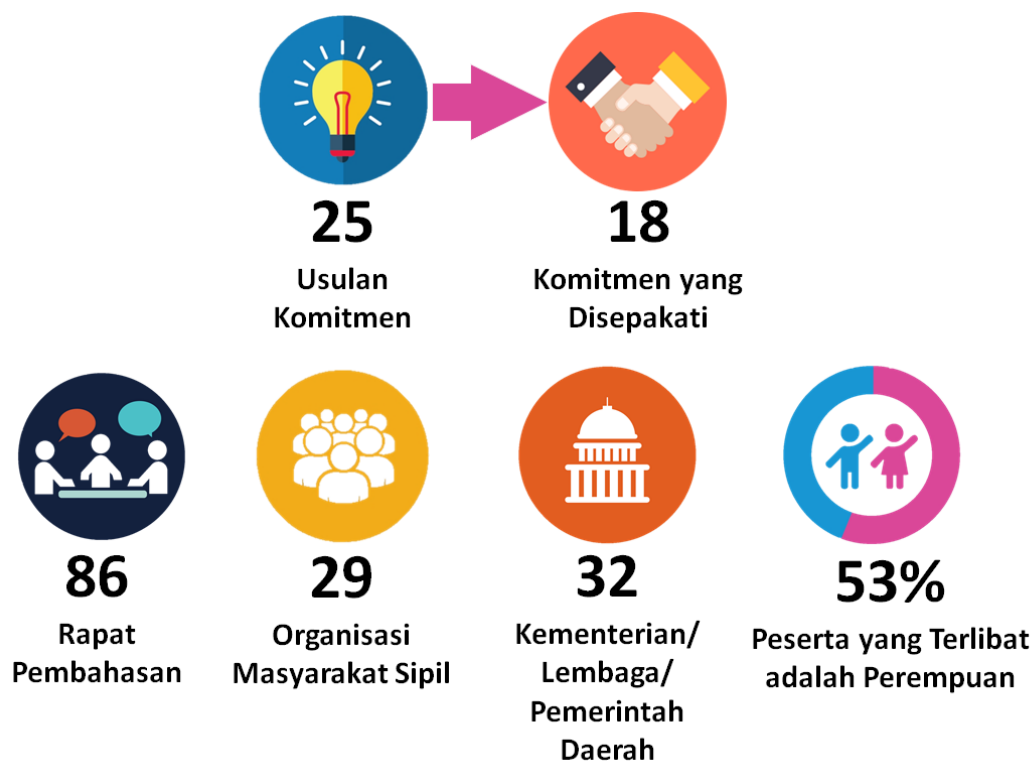 25
Usulan
Komitmen
18
Komitmen yang
Disepakati
86
Rapat
Pembahasan
29
Organisasi
Masyarakat Sipil
32
Kementerian/
Lembaga/
Pemerintah
Daerah
53%
Peserta yang Terlibat
adalah Perempuan